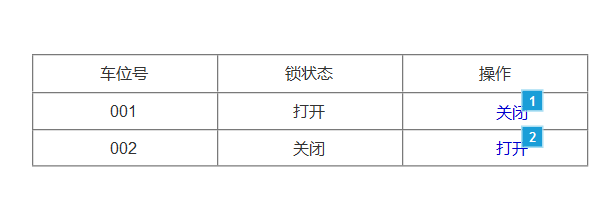 车位号 锁状态 操作
001 打开 关闭 1
002 关闭 打开 2